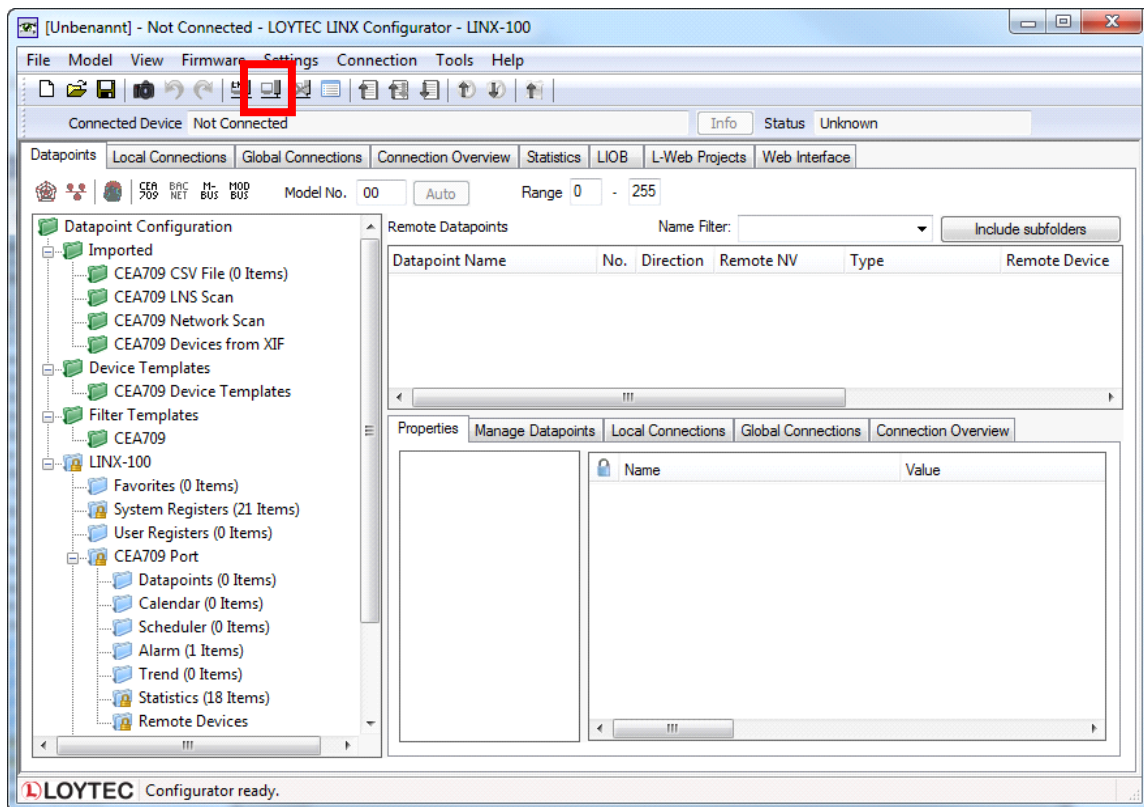 [Unbenannt] - Not Connected - LOYTEC LINX Configurator - LINX-100
File Model View Firmware Settings Connection Tools Help
Connected Device Not Connected Info Status Unknown
Datapoints Local Connections Global Connections Connection Overview Statistics LIOB L-Web Projects Web Interface
CEA 709 BAC NET M- BUS MOD BUS Model No. 00 Auto Range 0 - 255
Datapoint Configuration
Imported
CEA709 CSV File (0 Items)
CEA709 LNS Scan
CEA709 Network Scan
CEA709 Devices from XIF
Device Templates
CEA709 Device Templates
Filter Templates
CEA709
LINX-100
Favorites (0 Items)
System Registers (21 Items)
User Registers (0 Items)
CEA709 Port
Datapoints (0 Items)
Calendar (0 Items)
Scheduler (0 Items)
Alarm (1 Items)
Trend (0 Items)
Statistics (18 Items)
Remote Devices
Remote Datapoints Name Filter: Include subfolders
Datapoint Name No. Direction Remote NV Type Remote Device
Properties Manage Datapoints Local Connections Global Connections Connection Overview
Name Value
LOYTEC Configurator ready.